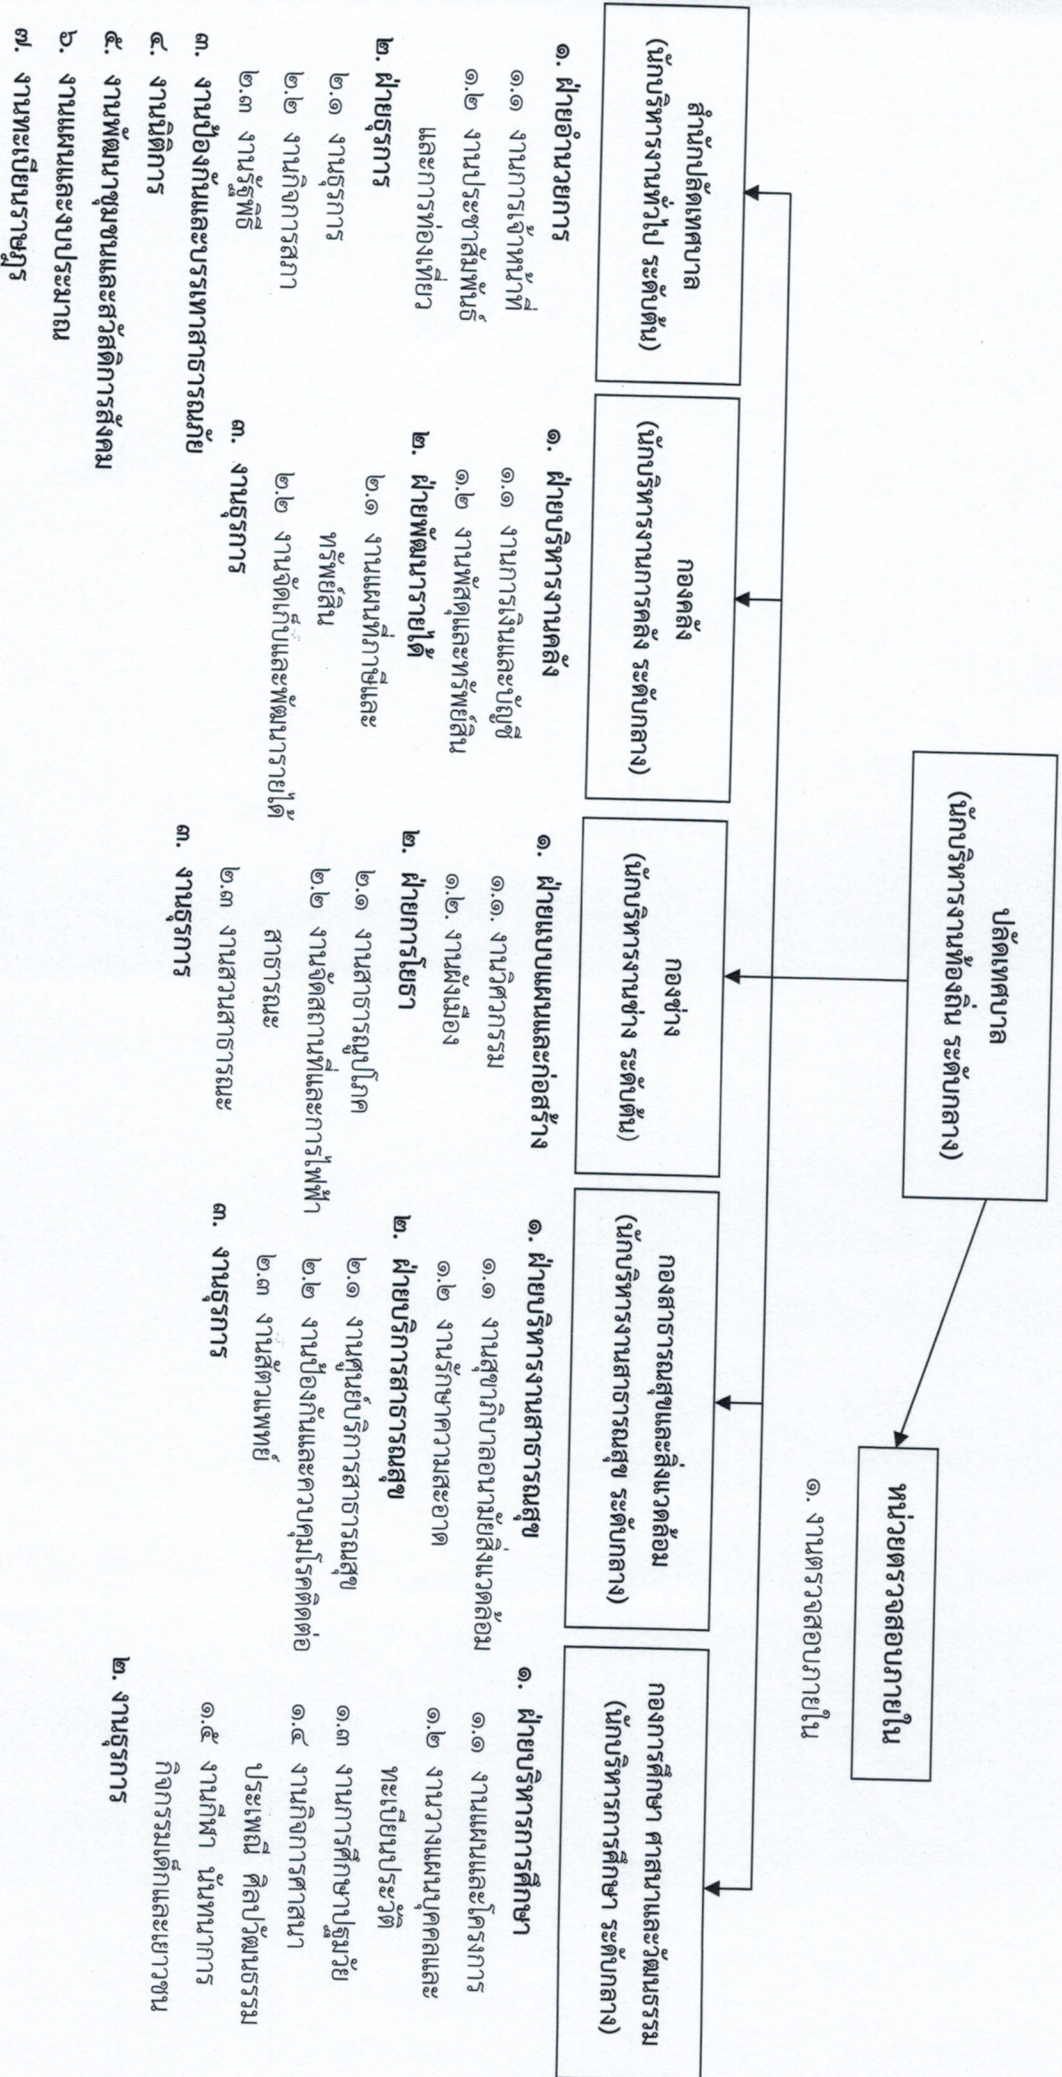 ปลัดเทศบาล
(นักบริหารงานท้องถิ่น ระดับกลาง)
หน่วยตรวจสอบภายใน
๑. งานตรวจสอบภายใน
สำนักปลัดเทศบาล
(นักบริหารงานทั่วไป ระดับต้น)
๑. ฝ่ายอำนวยการ
๑.๑ งานการเจ้าหน้าที่
๑.๒ งานประชาสัมพันธ์
และการท่องเที่ยว
๒. ฝ่ายธุรการ
๒.๑ งานธุรการ
๒.๒ งานกิจการสภา
๒.๓ งานรัฐพิธี
๓. งานป้องกันและบรรเทาสาธารณภัย
๔. งานนิติการ
๕. งานพัฒนาชุมชนและสวัสดิการสังคม
๖. งานแผนและงบประมาณ
๗. งานทะเบียนราษฎร
กองคลัง
(นักบริหารงานการคลัง ระดับกลาง)
๑. ฝ่ายบริหารงานคลัง
๑.๑ งานการเงินและบัญชี
๑.๒ งานพัสดุและทรัพย์สิน
๒. ฝ่ายพัฒนารายได้
๒.๑ งานแผนที่ภาษีและ
ทรัพย์สิน
๒.๒ งานจัดเก็บและพัฒนารายได้
๓. งานธุรการ
กองช่าง
(นักบริหารงานช่าง ระดับต้น)
๑. ฝ่ายแบบแผนและก่อสร้าง
๑.๑. งานวิศวกรรม
๑.๒. งานผังเมือง
๒. ฝ่ายการโยธา
๒.๑ งานสาธารณูปโภค
๒.๒ งานจัดสถานที่และการไฟฟ้า
สาธารณะ
๒.๓ งานสวนสาธารณะ
๓. งานธุรการ
กองสาธารณสุขและสิ่งแวดล้อม
(นักบริหารงานสาธารณสุข ระดับกลาง)
๑. ฝ่ายบริหารงานสาธารณสุข
๑.๑ งานสุขาภิบาลอนามัยสิ่งแวดล้อม
๑.๒ งานรักษาความสะอาด
๒. ฝ่ายบริการสาธารณสุข
๒.๑ งานศูนย์บริการสาธารณสุข
๒.๒ งานป้องกันและควบคุมโรคติดต่อ
๒.๓ งานสัตวแพทย์
๓. งานธุรการ
กองการศึกษา ศาสนาและวัฒนธรรม
(นักบริหารการศึกษา ระดับกลาง)
๑. ฝ่ายบริหารการศึกษา
๑.๑ งานแผนและโครงการ
๑.๒ งานวางแผนบุคคลและ
ทะเบียนประวัติ
๑.๓ งานการศึกษาปฐมวัย
๑.๔ งานกิจการศาสนา
ประเพณี ศิลปวัฒนธรรม
๑.๕ งานกีฬา นันทนาการ
กิจกรรมเด็กและเยาวชน
๒. งานธุรการ